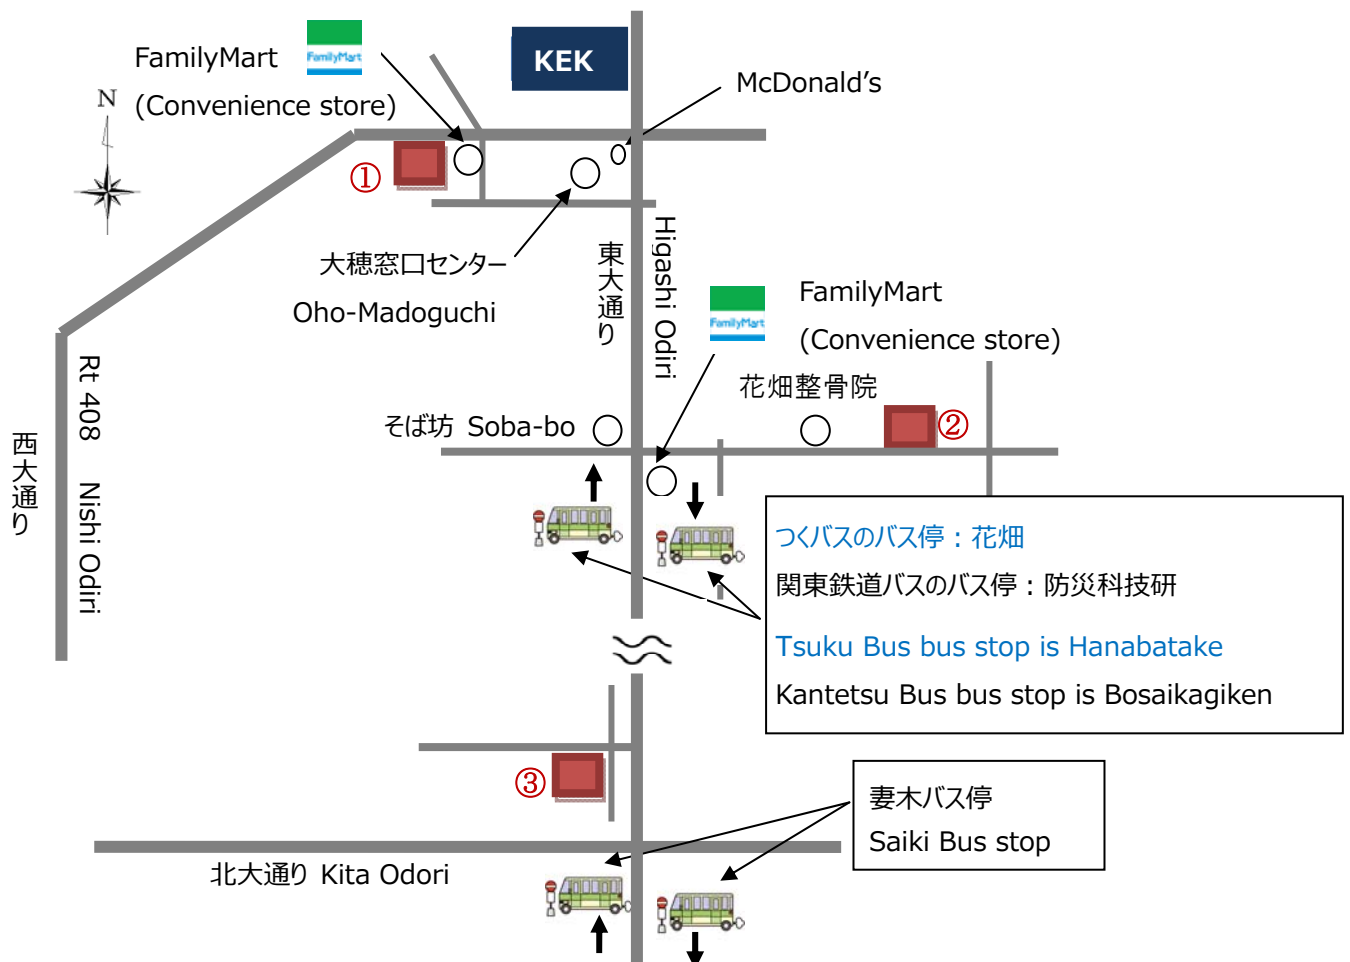 FamilyMart
FamilyMart
(Convenience store)
KEK
McDonald's
N
①
大穂窓口センター
Oho-Madoguchi
東大通り
Higashi Odiri
FamilyMart
FamilyMart
(Convenience store)
花畑整骨院
②
そば坊 Soba-bo
西大通り
Rt 408 Nishi Odiri
つくバスのバス停：花畑
関東鉄道バスのバス停：防災科技研
Tsuku Bus bus stop is Hanabatake
Kantetsu Bus bus stop is Bosaikagiken
③
妻木バス停
Saiki Bus stop
北大通り Kita Odori